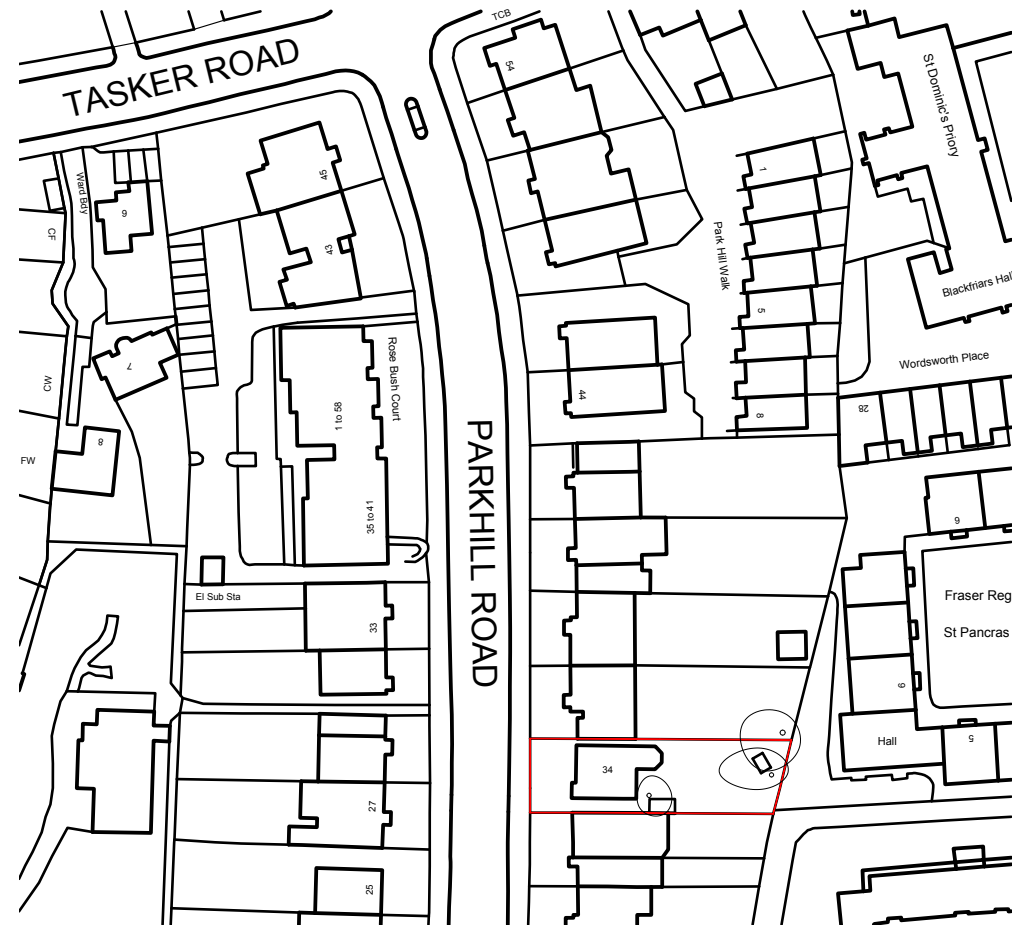 TCB
TASKER ROAD
54
St Dominic's Priory
45
1
Ward Bdy
6
CF
43
Park Hill Walk
Blackfriars Hal
5
Rose Bush Court
Wordsworth Place
7
CW
44
1 to 58
8
28
8
FW
PARKHILL ROAD
35 to 41
6
El Sub Sta
Fraser Reg
33
St Pancras
9
Hall
5
34
27
25